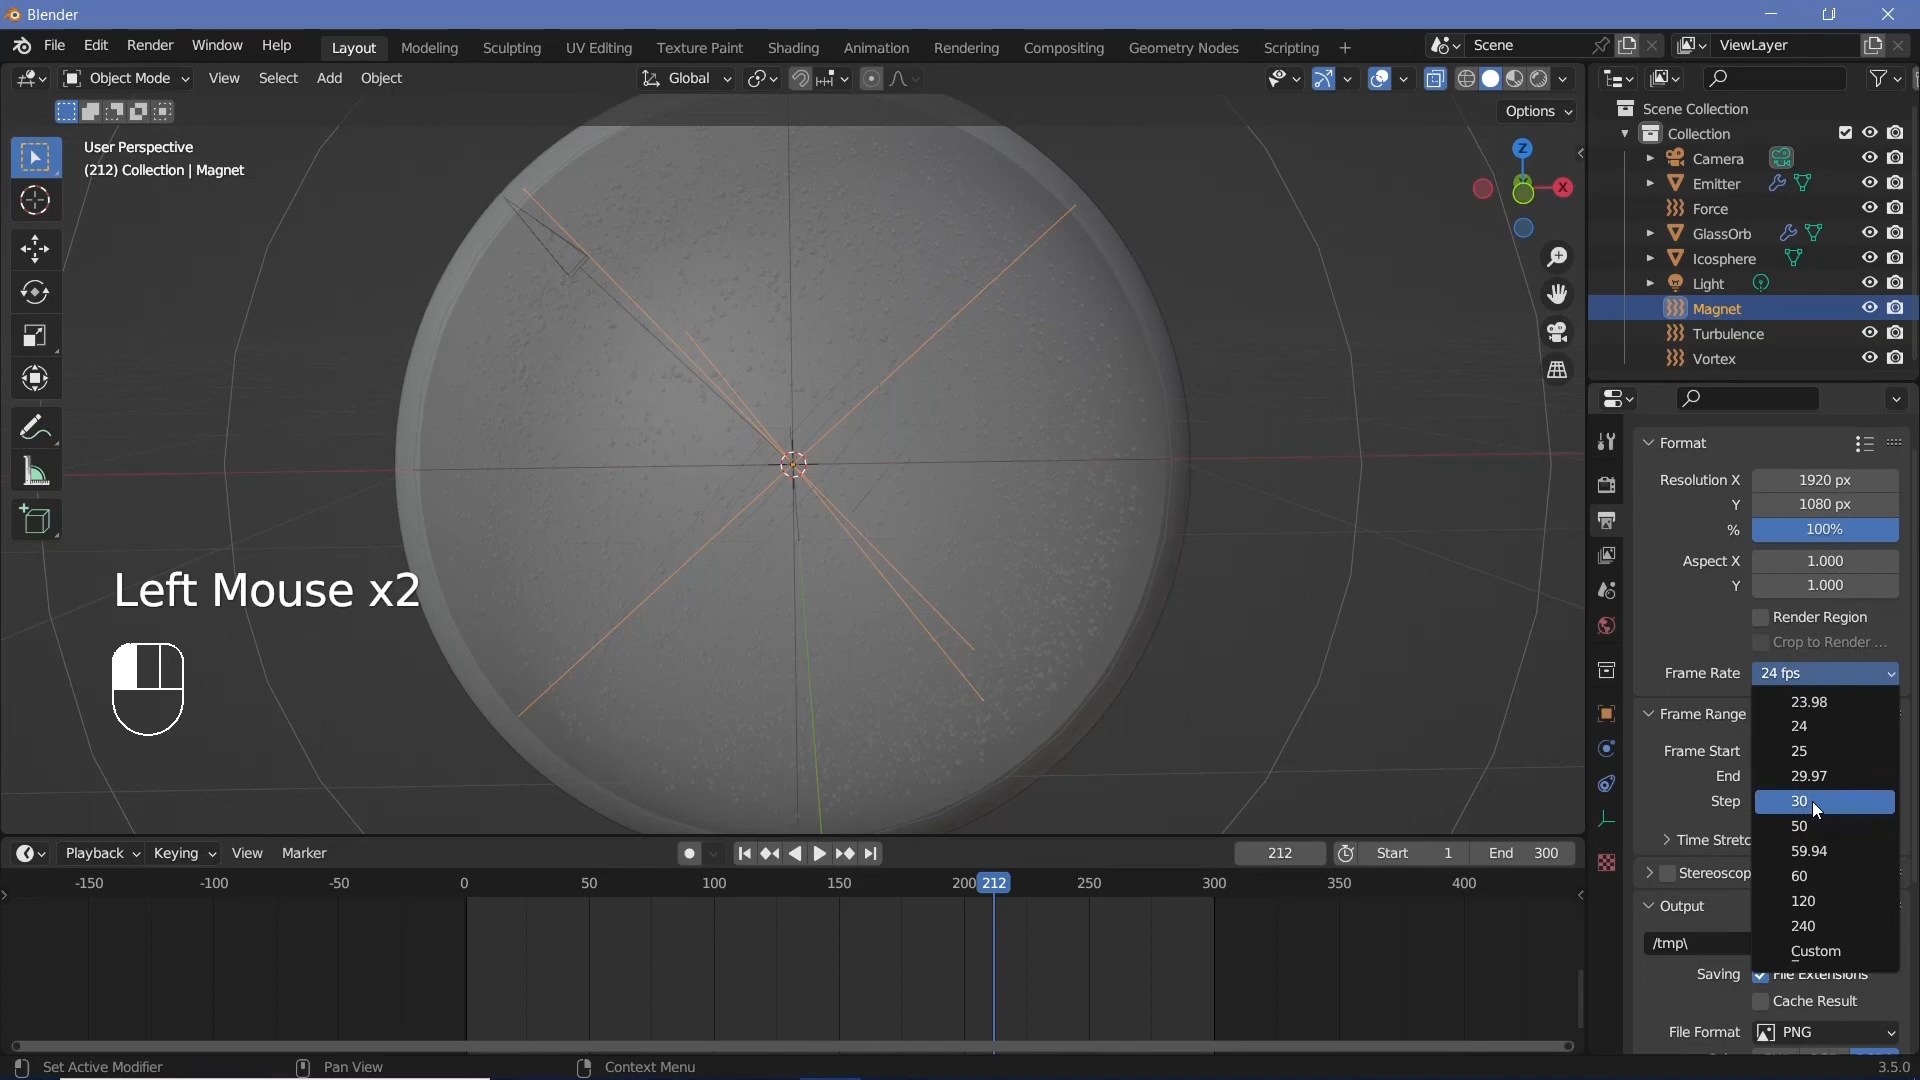 Blender
File Edit Render Window Help Layout Modeling Sculpting UV Editing Texture Paint Shading Animation Rendering Compositing Geometry Nodes Scripting + Scene ViewLayer
Object Mode View Select Add Object Global
Options
User Perspective
(212) Collection | Magnet
Z
X
Left Mouse x2
Scene Collection
Collection
Camera
Emitter
Force
GlassOrb
Icosphere
Light
Magnet
Turbulence
Vortex
Format
Resolution X 1920 px
Y 1080 px
% 100%
Aspect X 1.000
Y 1.000
Render Region
Crop to Render ...
Frame Rate 24 fps
23.98
Frame Range
24
Frame Start 25
End 29.97
Step 30
50
Time Stretc
59.94
Stereoscop 60
Output 120
240
/tmp\
Custom
Saving File Extensions
Cache Result
File Format PNG
Playback Keying View Marker 212 Start 1 End 300
-150 -100 -50 0 50 100 150 200 212 250 300 350 400
Set Active Modifier Pan View Context Menu 3.5.0